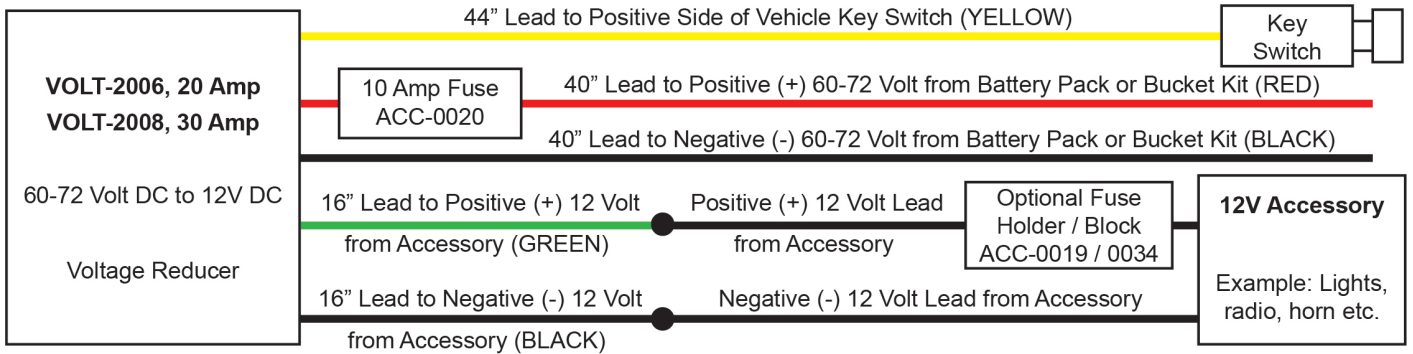 44” Lead to Positive Side of Vehicle Key Switch (YELLOW)
Key
Switch
VOLT-2006, 20 Amp
VOLT-2008, 30 Amp
60-72 Volt DC to 12V DC
Voltage Reducer
10 Amp Fuse
ACC-0020
40” Lead to Positive (+) 60-72 Volt from Battery Pack or Bucket Kit (RED)
40” Lead to Negative (-) 60-72 Volt from Battery Pack or Bucket Kit (BLACK)
16” Lead to Positive (+) 12 Volt
from Accessory (GREEN)
Positive (+) 12 Volt Lead
from Accessory
Optional Fuse
Holder / Block
ACC-0019 / 0034
12V Accessory
Example: Lights,
radio, horn etc.
16” Lead to Negative (-) 12 Volt
from Accessory (BLACK)
Negative (-) 12 Volt Lead from Accessory